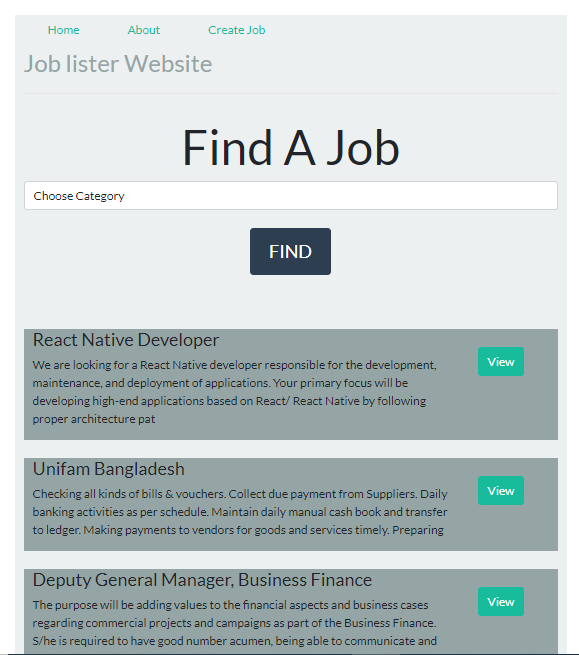 Home About Create Job
Job lister Website
Find A Job
Choose Category
FIND
React Native Developer
We are looking for a React Native developer responsible for the development,
maintenance, and deployment of applications. Your primary focus will be
developing high-end applications based on React/ React Native by following
proper architecture pat
View
Unifam Bangladesh
Checking all kinds of bills & vouchers. Collect due payment from Suppliers. Daily
banking activities as per schedule. Maintain daily manual cash book and transfer
to ledger. Making payments to vendors for goods and services timely. Preparing
View
Deputy General Manager, Business Finance
The purpose will be adding values to the financial aspects and business cases
regarding commercial projects and campaigns as part of the Business Finance.
S/he is required to have good number acumen, being able to communicate and
View